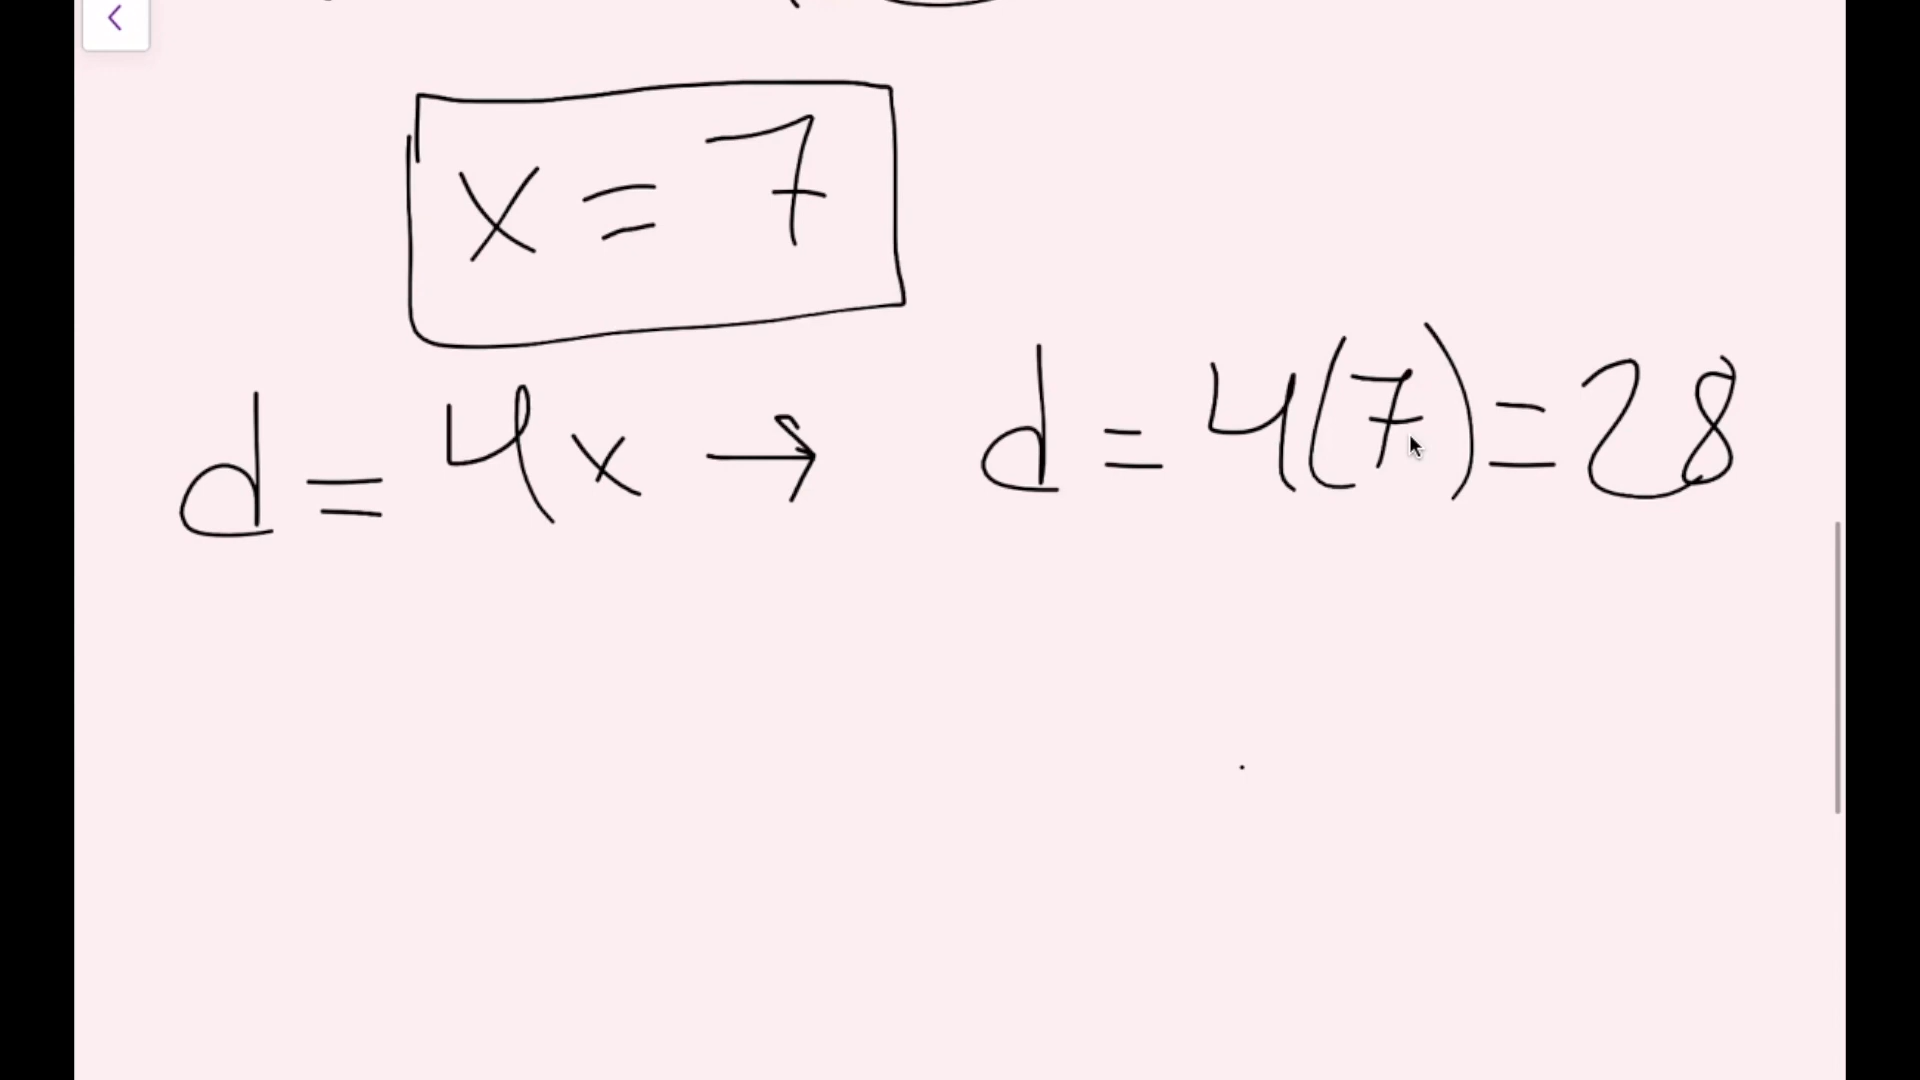 x = 7
d = 4x → d = 4(7) = 28